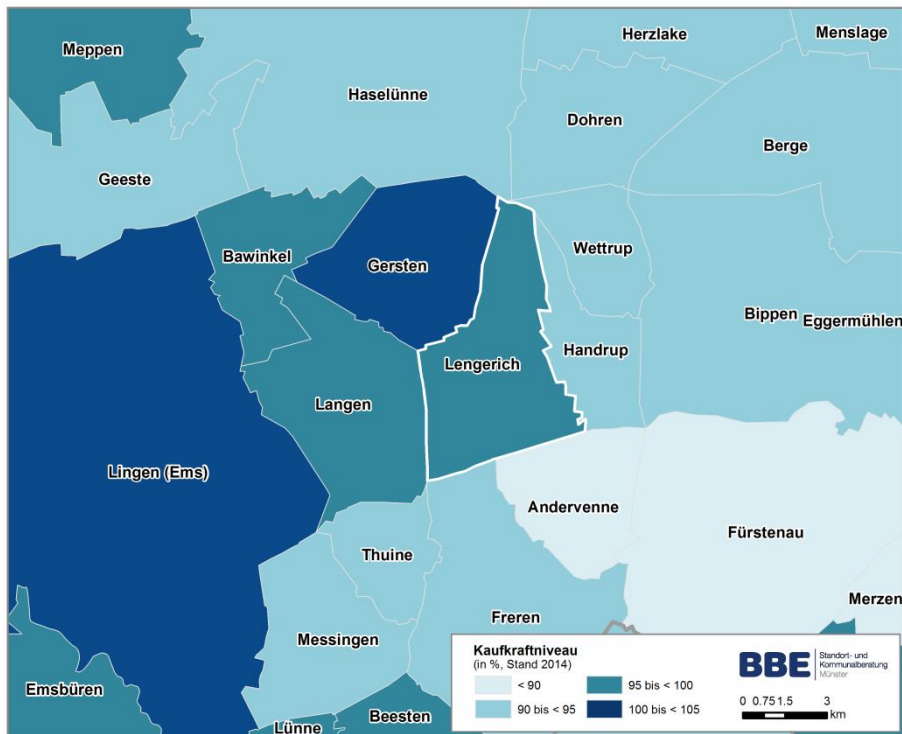 Meppen
Herzlake
Menslage
Haselünne
Dohren
Berge
Geeste
Bawinkel
Gersten
Wettrup
Bippen
Eggermühlen
Lengerich
Handrup
Langen
Lingen (Ems)
Andervenne
Fürstenau
Thuine
Merzen
Freren
Messingen
Emsbüren
Lünne
Beesten
Kaufkraftniveau
(in %, Stand 2014)
< 90
95 bis < 100
90 bis < 95
100 bis < 105
BBE
Standort- und
Kommunalberatung
Münster
0 0.75 1.5 3
km